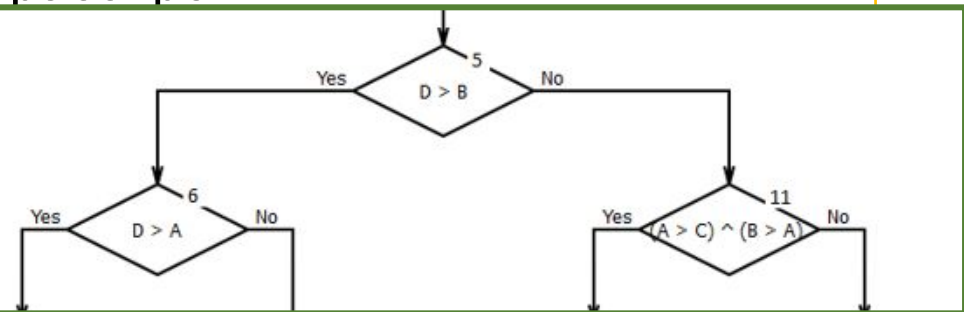 5
Yes
No
D > B
6
11
Yes
No
Yes
No
D > A
(A > C) ^ (B > A)